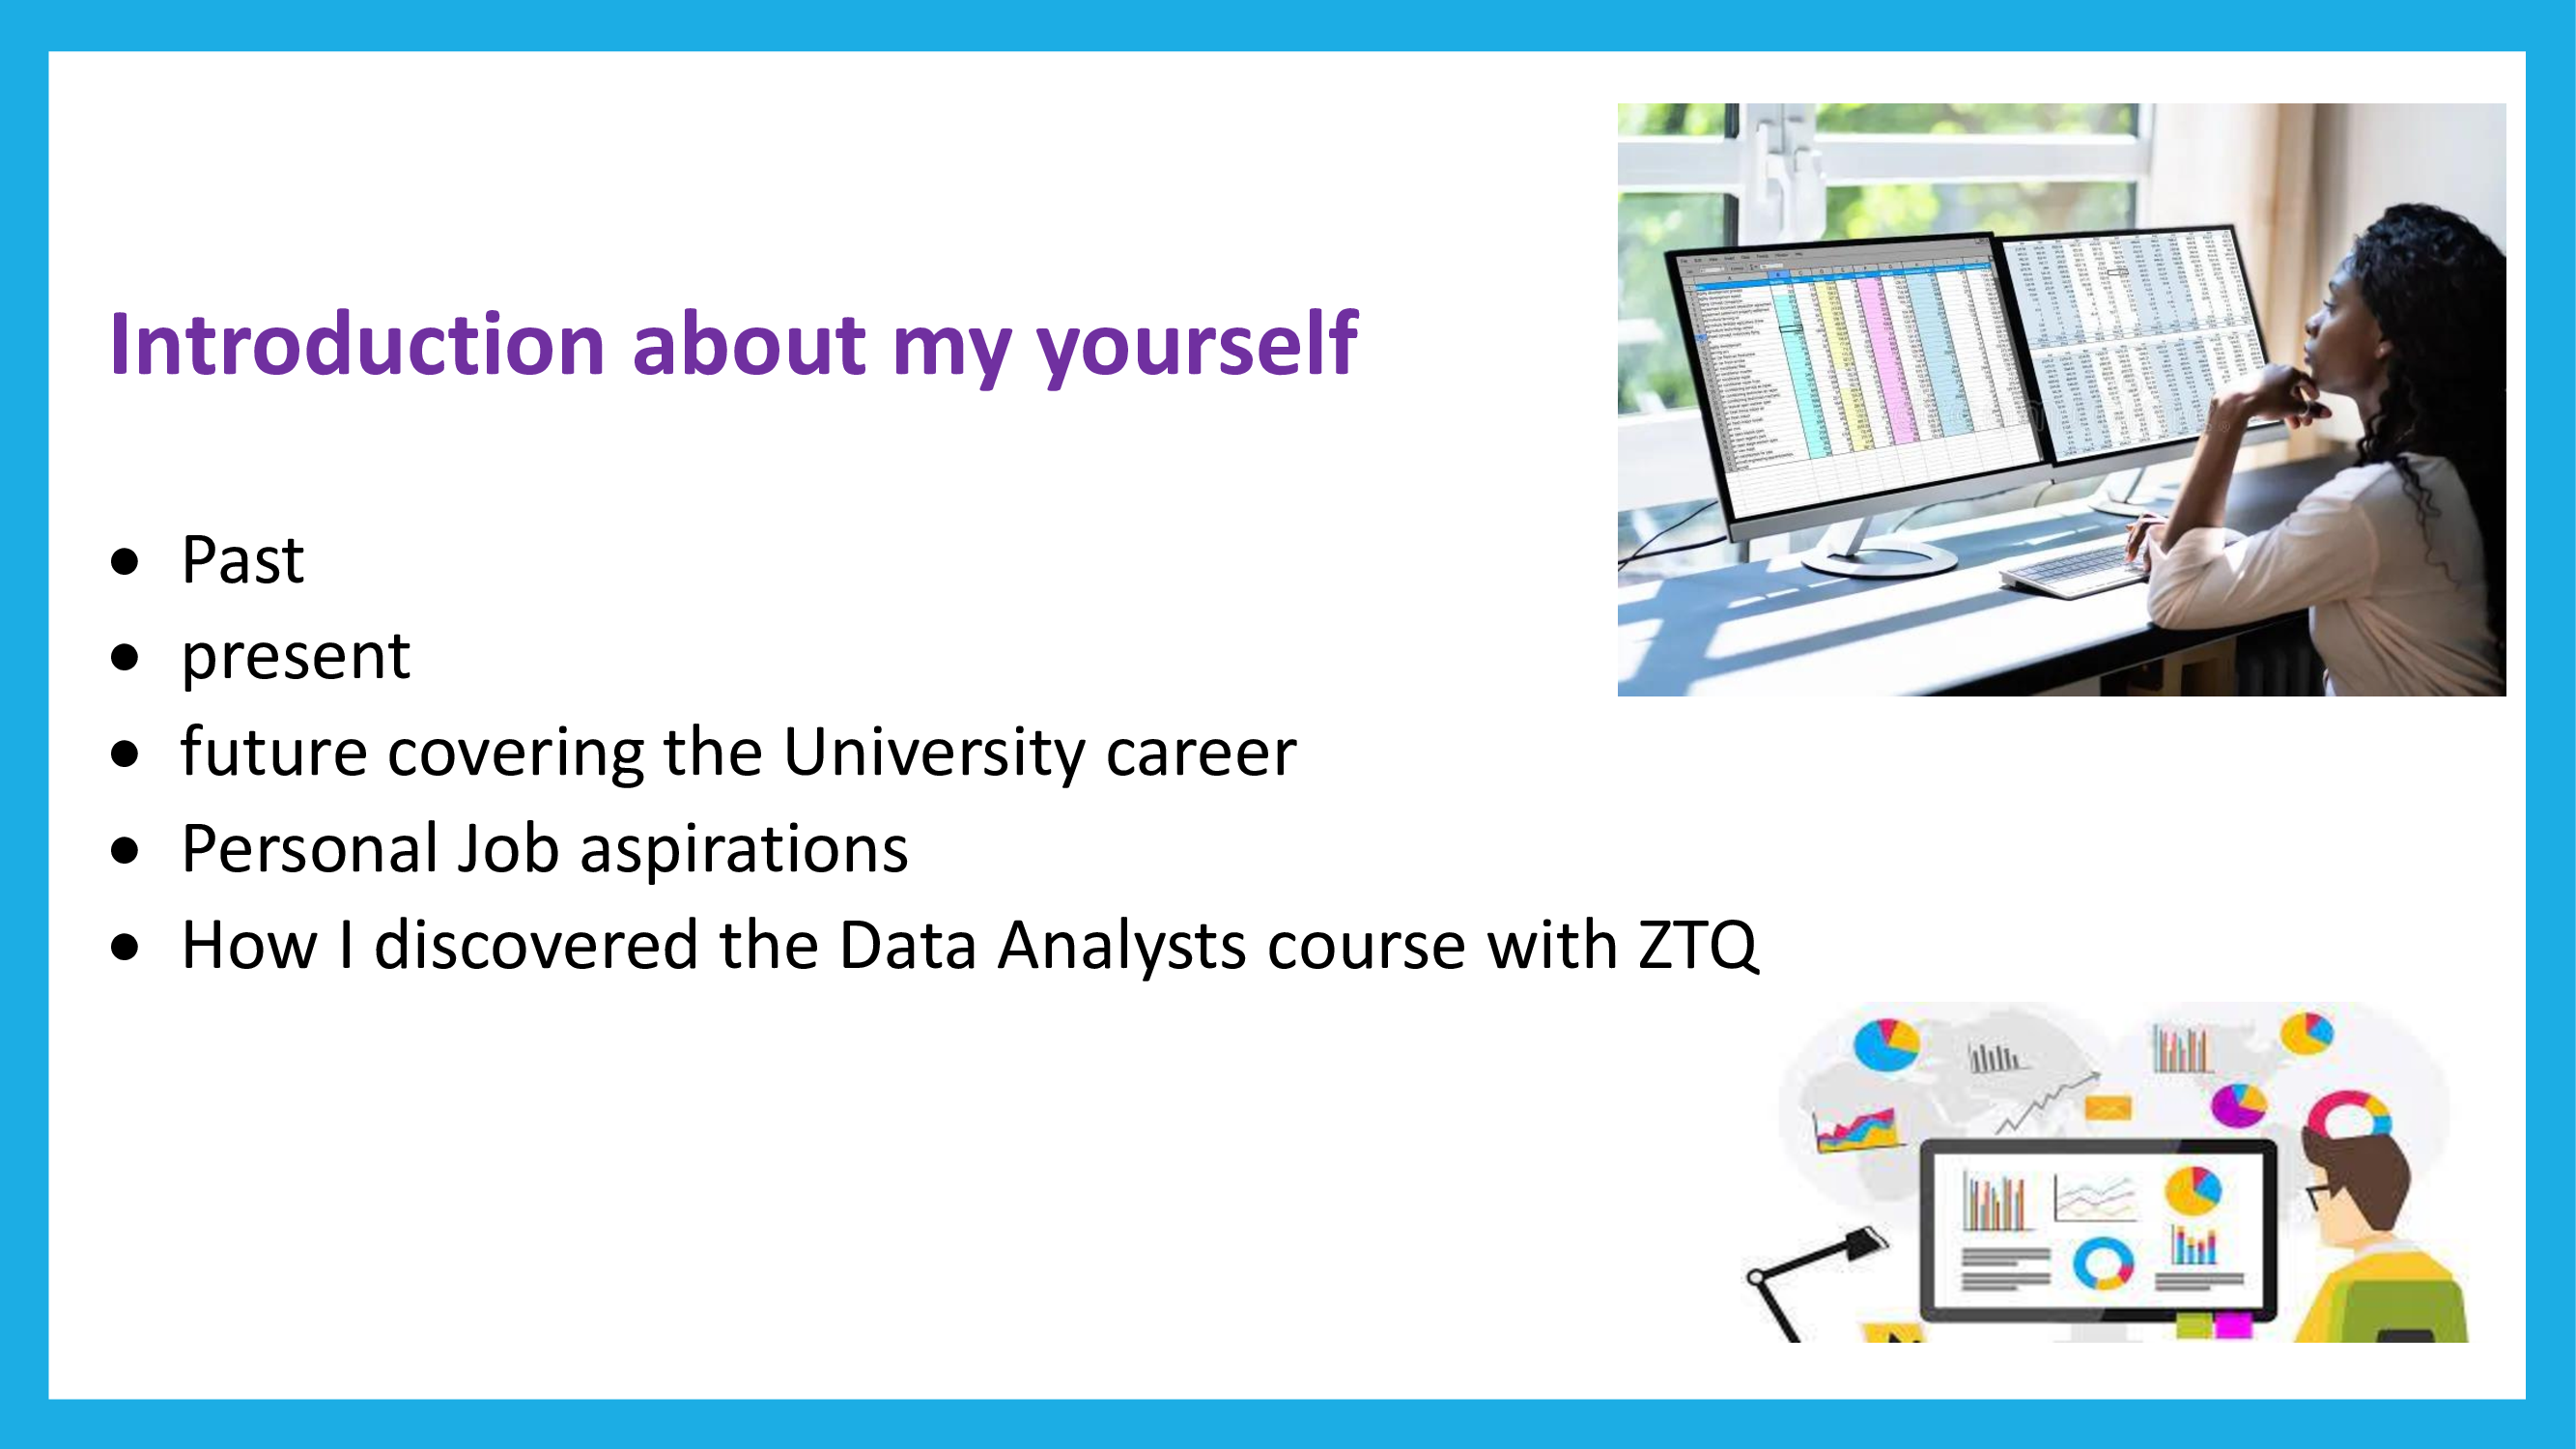 Introduction about my yourself
• Past
• present
• future covering the University career
• Personal Job aspirations
• How I discovered the Data Analysts course with ZTQ